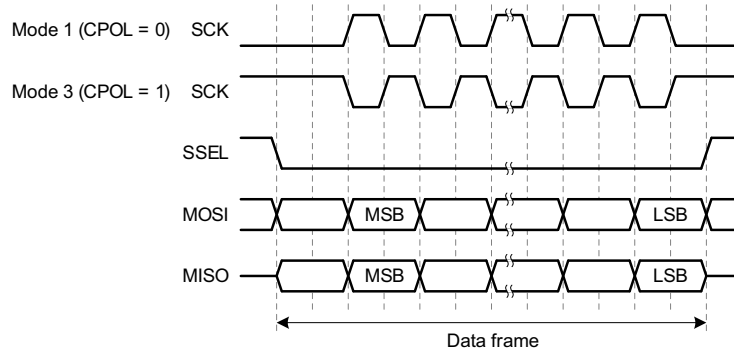 Mode 1 (CPOL = 0) SCK
Mode 3 (CPOL = 1) SCK
SSEL
MOSI MSB LSB
MISO MSB LSB
Data frame